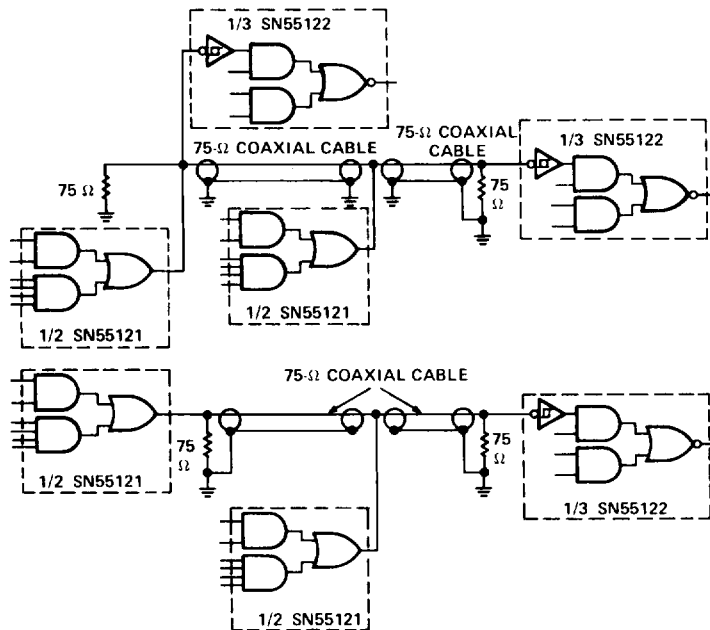 1/3 SN55122
75-Ω COAXIAL CABLE
75-Ω COAXIAL
CABLE
1/3 SN55122
75 Ω
75
Ω
1/2 SN55121
1/2 SN55121
75-Ω COAXIAL CABLE
75
Ω
75
Ω
1/2 SN55121
1/3 SN55122
1/2 SN55121